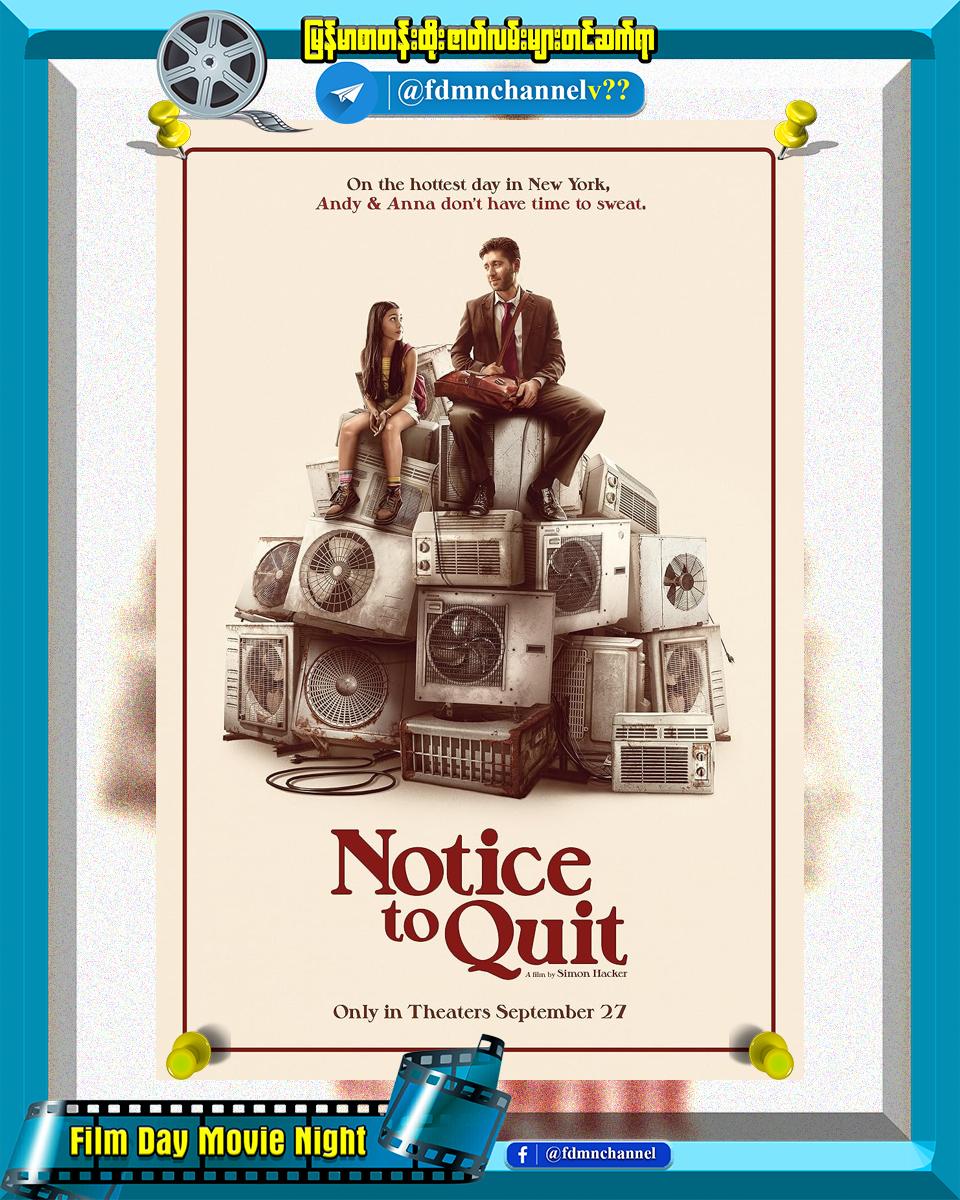 မြန်မာစာတန်းထိုးဇာတ်လမ်းများတင်ဆက်ရာ
@fdmnchannelv??
On the hottest day in New York,
Andy & Anna don't have time to sweat.
Notice
to Quit
A film by Simon Hacker
Only in Theaters September 27
Film Day Movie Night
@fdmnchannel